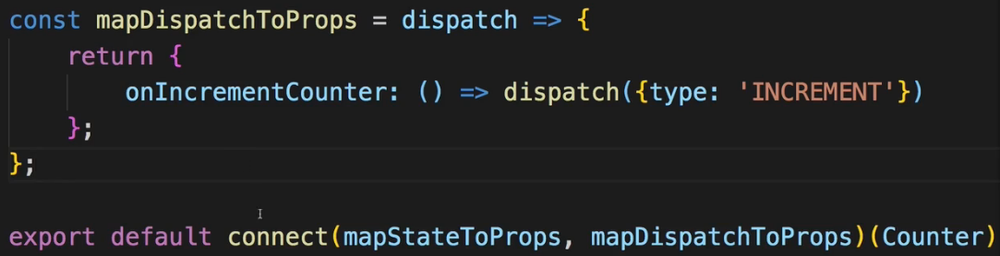 const mapDispatchToProps = dispatch => {
    return {
        onIncrementCounter: () => dispatch({type: 'INCREMENT'})
    };
};
export default connect(mapStateToProps, mapDispatchToProps)(Counter)